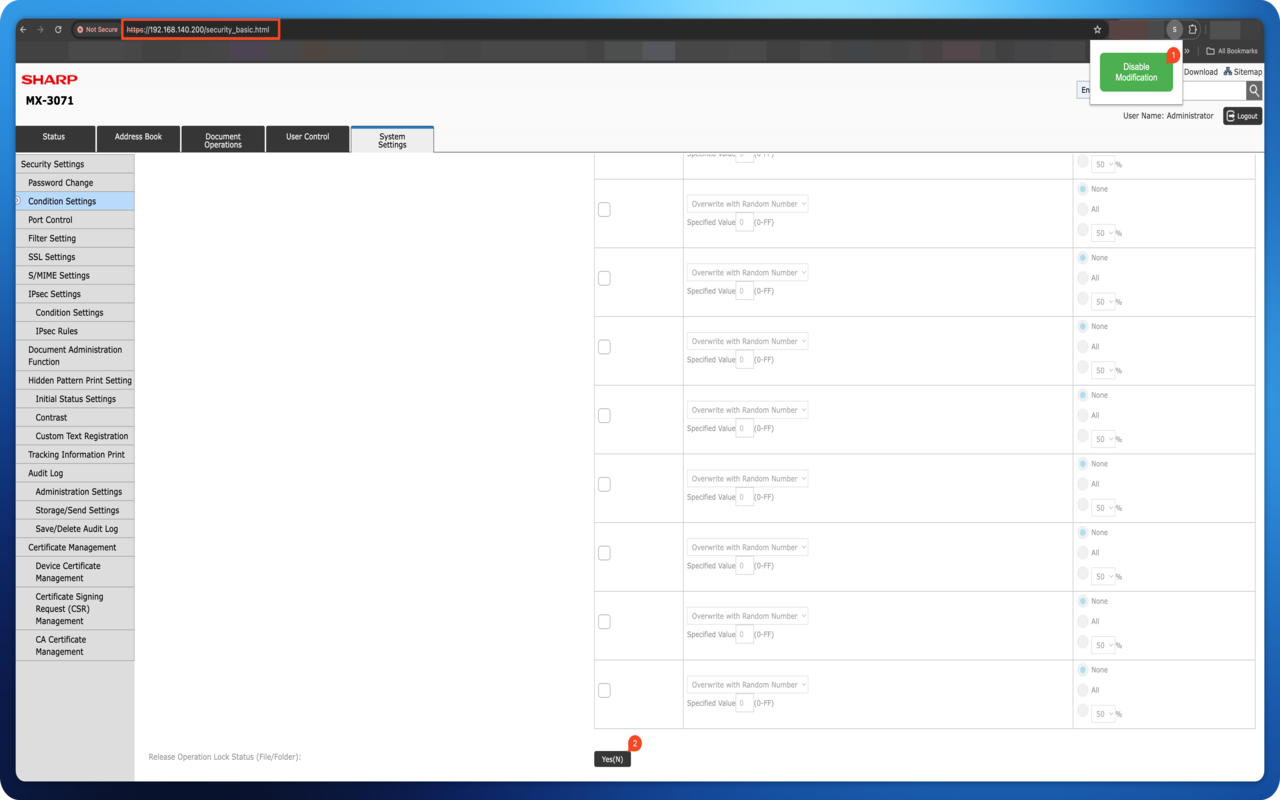 Not Secure
https://192.168.140.200/security_basic.html
S
»
All Bookmarks
1
Disable
Modification
SHARP
MX-3071
Download
Sitemap
En
User Name: Administrator
Logout
Status
Address Book
Document
Operations
User Control
System
Settings
Security Settings
Password Change
Condition Settings
Port Control
Filter Setting
SSL Settings
S/MIME Settings
IPsec Settings
Condition Settings
IPsec Rules
Document Administration
Function
Hidden Pattern Print Setting
Initial Status Settings
Contrast
Custom Text Registration
Tracking Information Print
Audit Log
Administration Settings
Storage/Send Settings
Save/Delete Audit Log
Certificate Management
Device Certificate
Management
Certificate Signing
Request (CSR)
Management
CA Certificate
Management
Specified Value 0 (0-FF)
50 %
Overwrite with Random Number
Specified Value 0 (0-FF)
None
All
50 %
Overwrite with Random Number
Specified Value 0 (0-FF)
None
All
50 %
Overwrite with Random Number
Specified Value 0 (0-FF)
None
All
50 %
Overwrite with Random Number
Specified Value 0 (0-FF)
None
All
50 %
Overwrite with Random Number
Specified Value 0 (0-FF)
None
All
50 %
Overwrite with Random Number
Specified Value 0 (0-FF)
None
All
50 %
Overwrite with Random Number
Specified Value 0 (0-FF)
None
All
50 %
Overwrite with Random Number
Specified Value 0 (0-FF)
None
All
50 %
Release Operation Lock Status (File/Folder):
2
Yes(N)